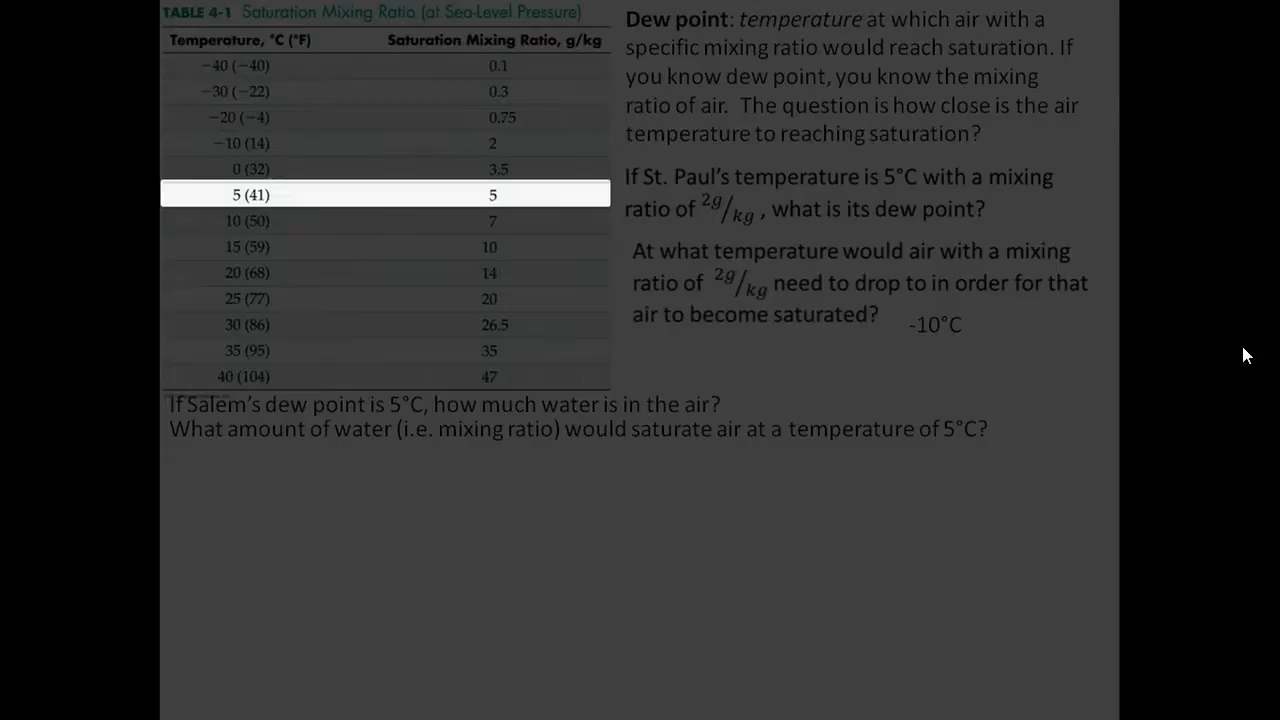 TABLE 4-1 Saturation Mixing Ratio (at Sea-Level Pressure)
Temperature, °C (°F) Saturation Mixing Ratio, g/kg
−40 (−40) 0.1
−30 (−22) 0.3
−20 (−4) 0.75
−10 (14) 2
0 (32) 3.5
5 (41) 5
10 (50) 7
15 (59) 10
20 (68) 14
25 (77) 20
30 (86) 26.5
35 (95) 35
40 (104) 47
Dew point: temperature at which air with a
specific mixing ratio would reach saturation. If
you know dew point, you know the mixing
ratio of air. The question is how close is the air
temperature to reaching saturation?
If St. Paul's temperature is 5°C with a mixing
ratio of 2g/kg, what is its dew point?
At what temperature would air with a mixing
ratio of 2g/kg need to drop to in order for that
air to become saturated? -10°C
If Salem's dew point is 5°C, how much water is in the air?
What amount of water (i.e. mixing ratio) would saturate air at a temperature of 5°C?